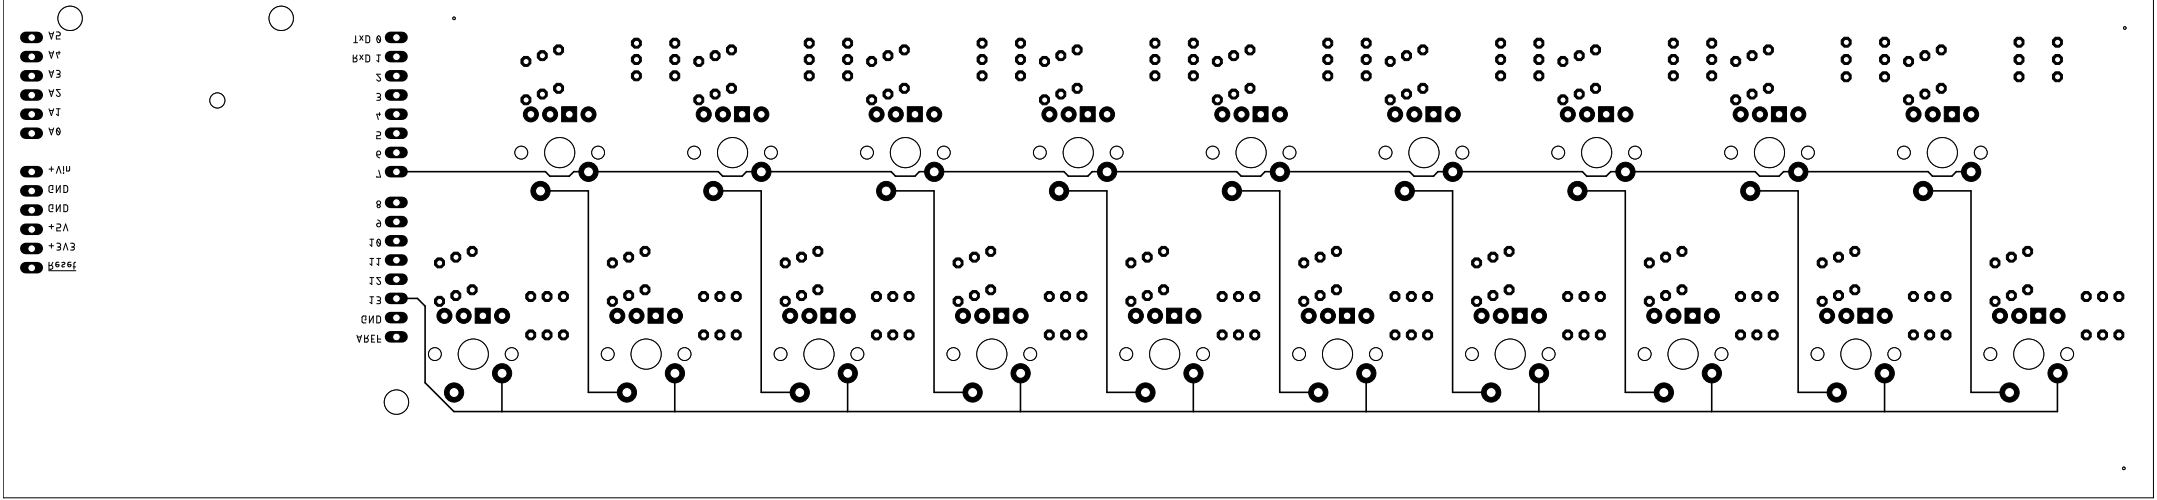 A5
A4
A3
A2
A1
A0
+Vin
GND
GND
+5V
+3V3
Reset
TxD 0
RxD 1
2
3
4
5
6
7
8
9
10
11
12
13
GND
AREF